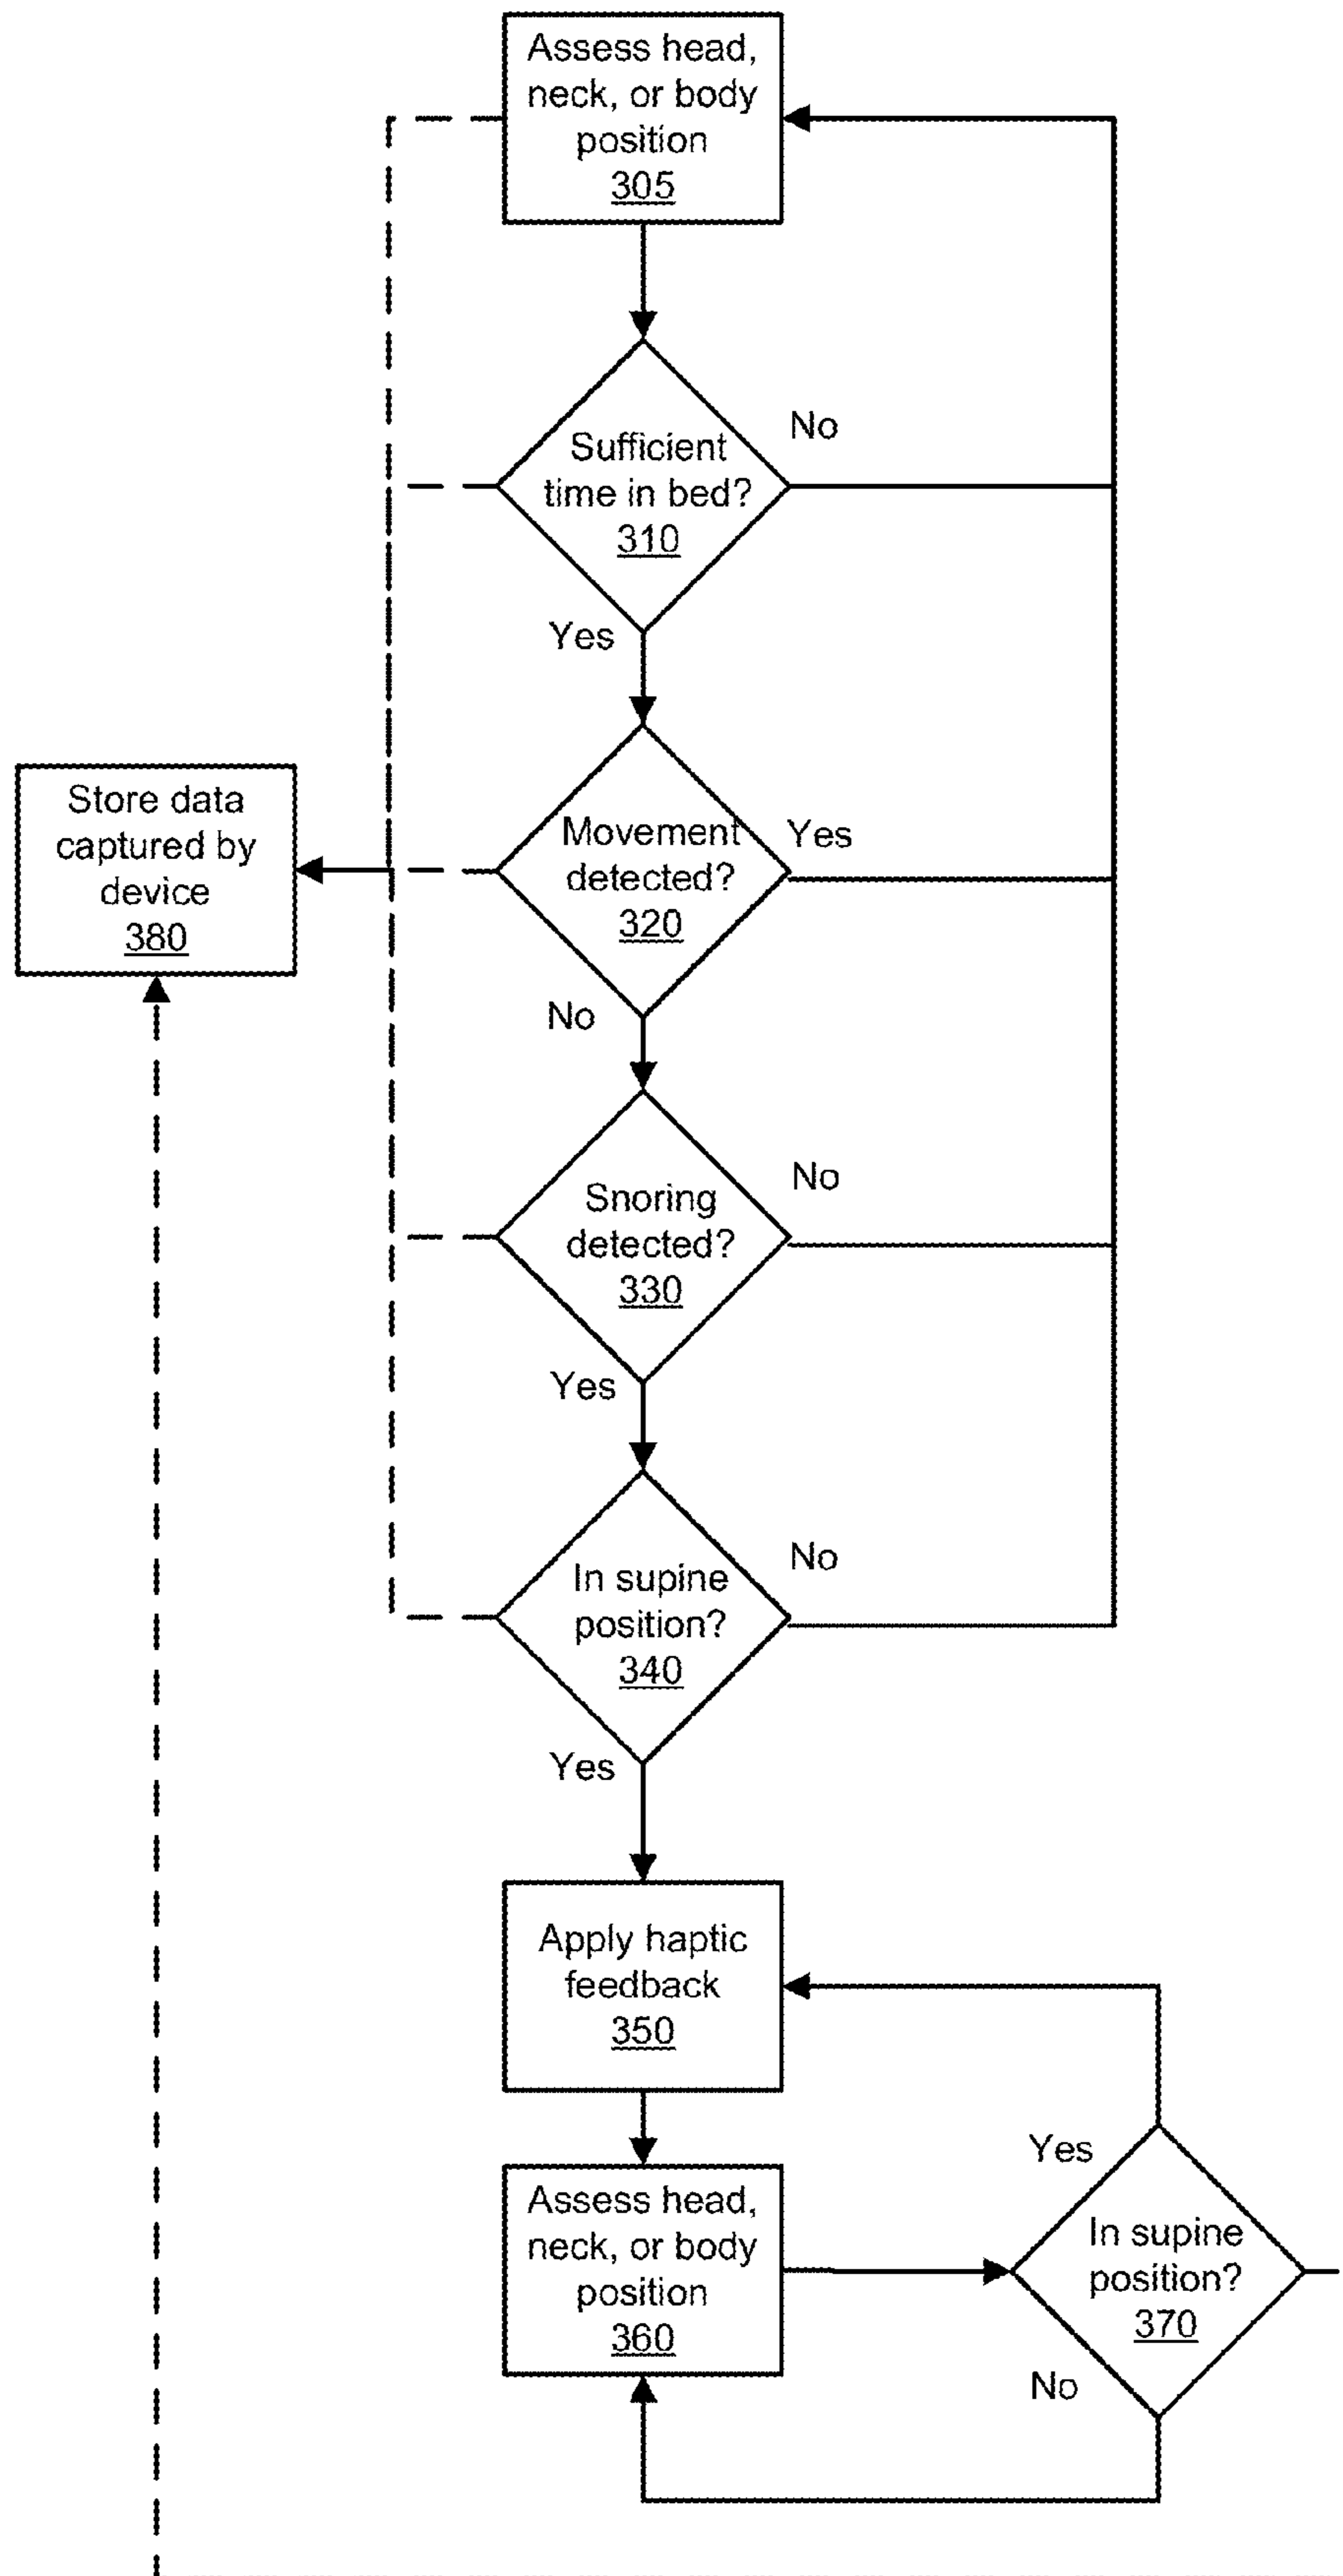 Assess head,
neck, or body
position
305
Sufficient
time in bed?
310
No
Yes
Store data
captured by
device
380
Movement
detected?
320
Yes
No
Snoring
detected?
330
No
Yes
In supine
position?
340
No
Yes
Apply haptic
feedback
350
Assess head,
neck, or body
position
360
Yes
In supine
position?
370
No